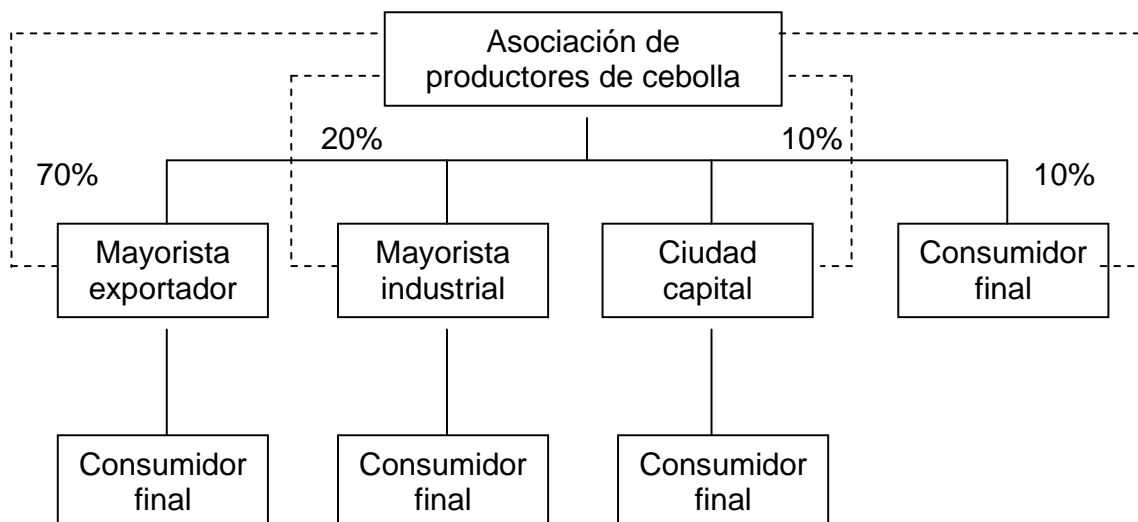 Asociación de
productores de cebolla
20%
10%
70%
10%
Mayorista
exportador
Mayorista
industrial
Ciudad
capital
Consumidor
final
Consumidor
final
Consumidor
final
Consumidor
final